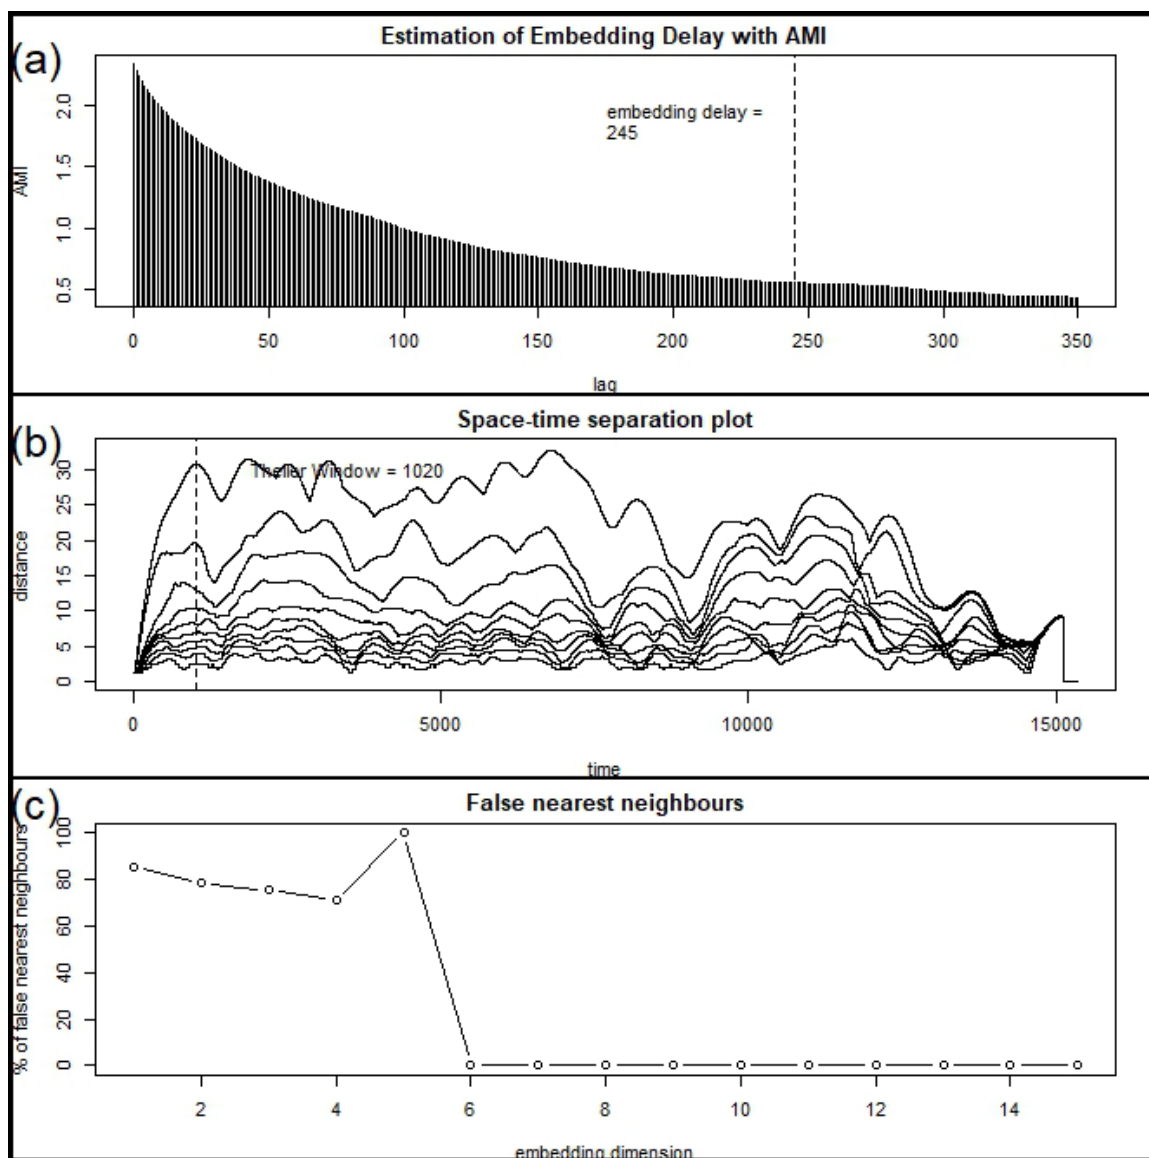 (a)
Estimation of Embedding Delay with AMI
AMI
2.0
1.5
1.0
0.5
embedding delay =
245
0 50 100 150 200 250 300 350
lag
(b)
Space-time separation plot
distance
30
25
20
15
10
5
0
Theiler Window = 1020
0 5000 10000 15000
time
(c)
False nearest neighbours
% of false nearest neighbours
100
80
60
40
20
0
2 4 6 8 10 12 14
embedding dimension